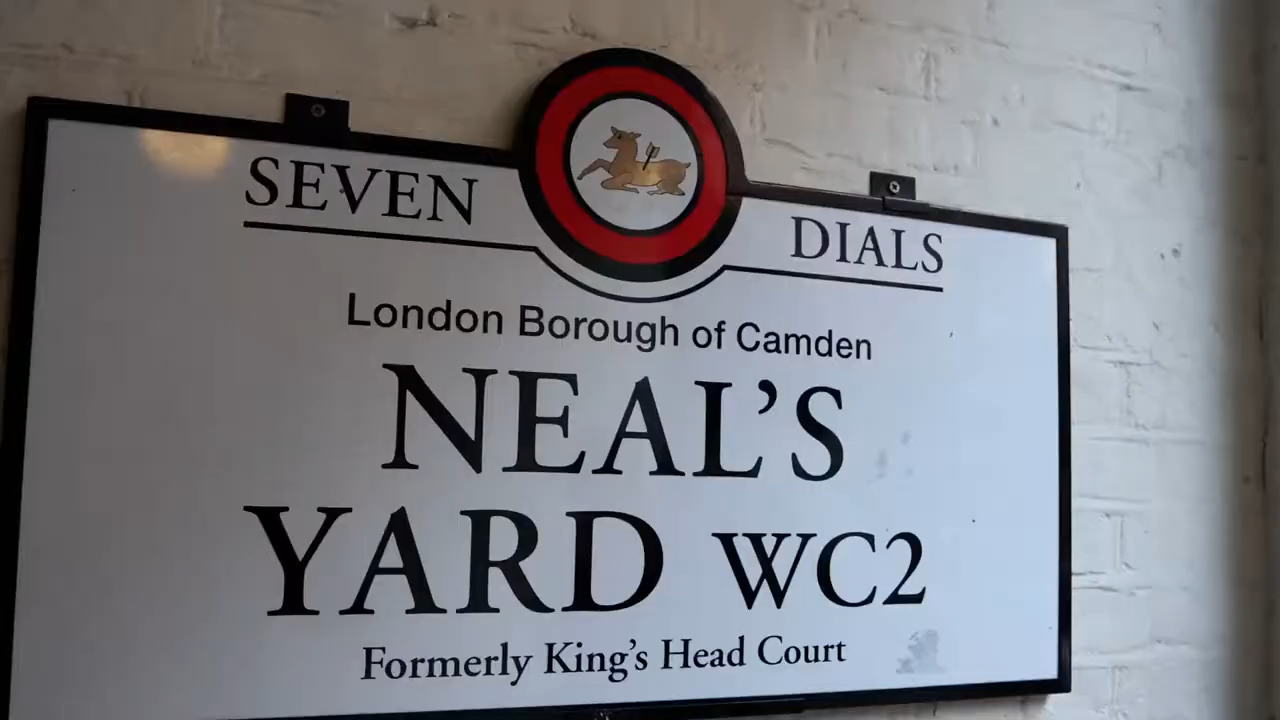 SEVEN DIALS
London Borough of Camden
NEAL’S
YARD WC2
Formerly King’s Head Court